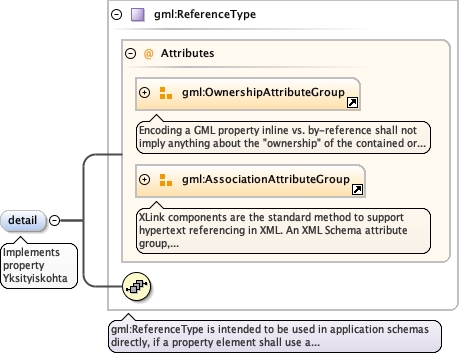 gml:ReferenceType
@ Attributes
gml:OwnershipAttributeGroup
Encoding a GML property inline vs. by-reference shall not
imply anything about the "ownership" of the contained or...
gml:AssociationAttributeGroup
XLink components are the standard method to support
hypertext referencing in XML. An XML Schema attribute
group,...
detail
Implements
property
Yksityiskohta
gml:ReferenceType is intended to be used in application schemas
directly, if a property element shall use a...